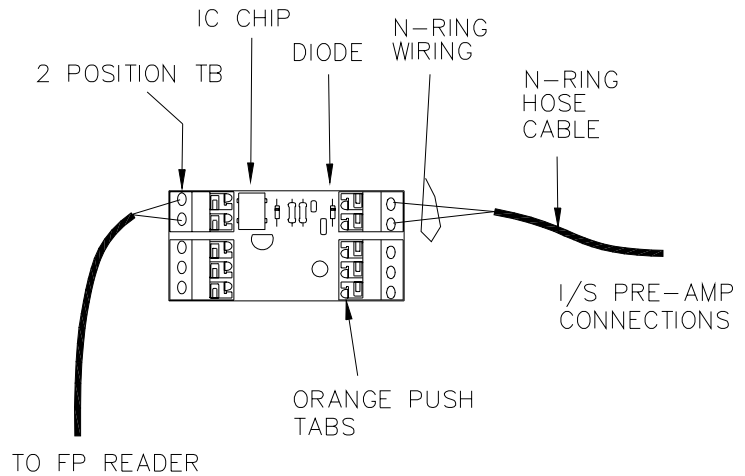 IC CHIP
N-RING
WIRING
DIODE
2 POSITION TB
N-RING
HOSE
CABLE
I/S PRE-AMP
CONNECTIONS
ORANGE PUSH
TABS
TO FP READER